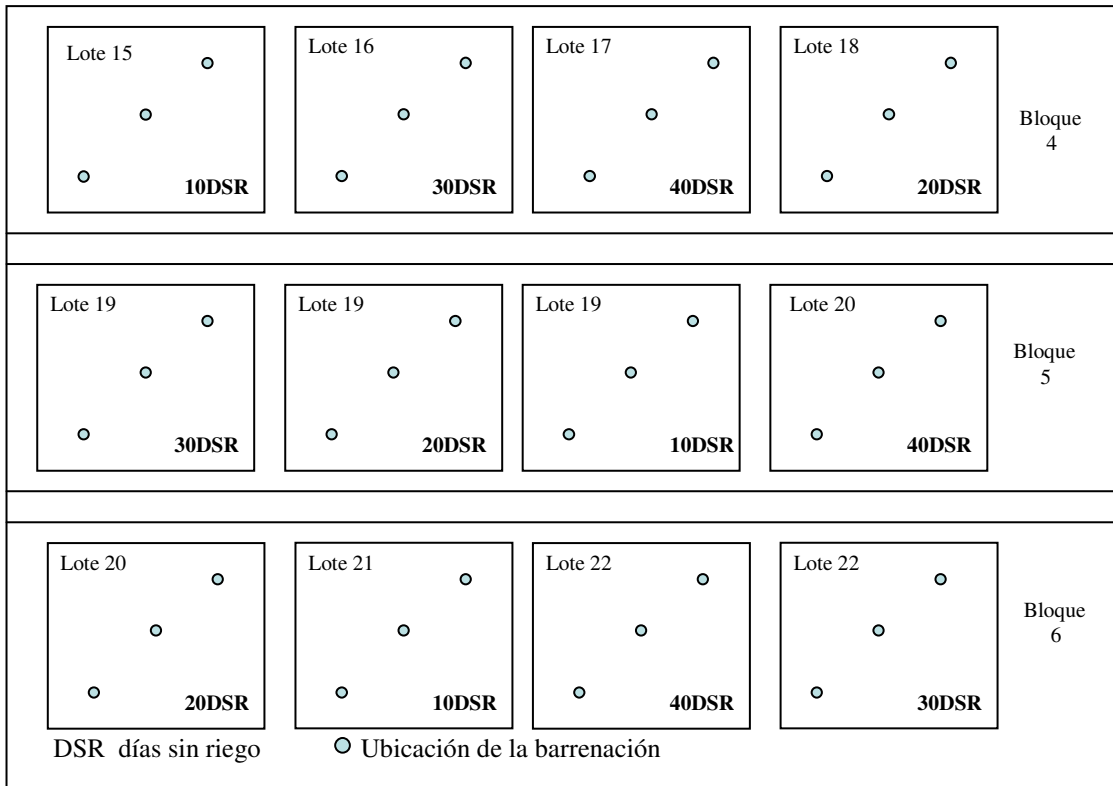 Lote 15
10DSR
Lote 16
30DSR
Lote 17
40DSR
Lote 18
20DSR
Bloque
4
Lote 19
30DSR
Lote 19
20DSR
Lote 19
10DSR
Lote 20
40DSR
Bloque
5
Lote 20
20DSR
Lote 21
10DSR
Lote 22
40DSR
Lote 22
30DSR
Bloque
6
DSR días sin riego
Ubicación de la barrenación